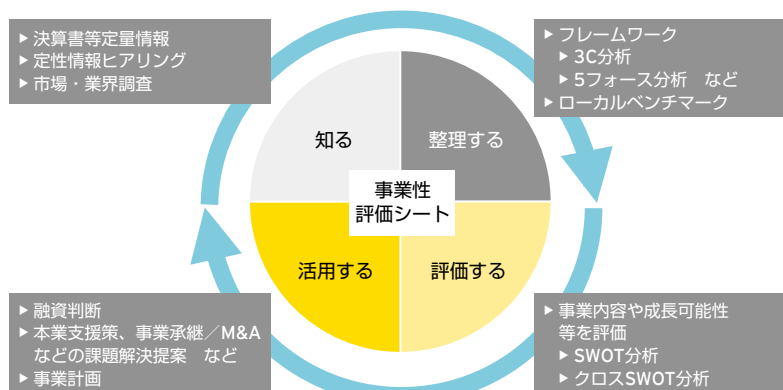 ▶ 決算書等定量情報
▶ 定性情報ヒアリング
▶ 市場・業界調査
▶ フレームワーク
▶ 3C分析
▶ 5フォース分析 など
▶ ローカルベンチマーク
知る
整理する
事業性
評価シート
活用する
評価する
▶ 融資判断
▶ 本業支援策、事業承継／M&A
などの課題解決提案 など
▶ 事業計画
▶ 事業内容や成長可能性
等を評価
▶ SWOT分析
▶ クロスSWOT分析